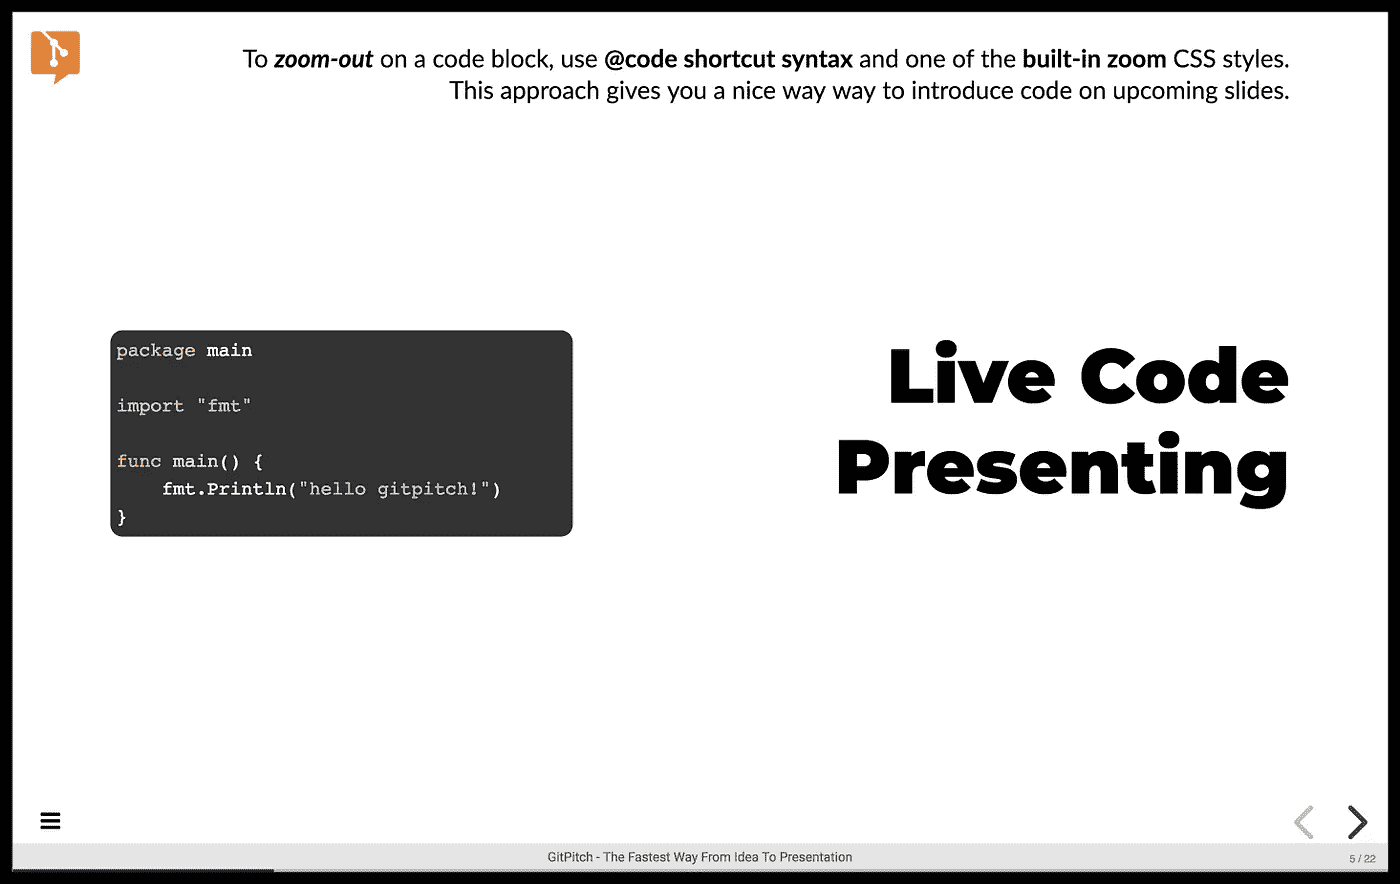 To zoom-out on a code block, use @code shortcut syntax and one of the built-in zoom CSS styles.
This approach gives you a nice way way to introduce code on upcoming slides.
package main
import "fmt"
func main() {
    fmt.Println("hello gitpitch!")
}
Live Code
Presenting
GitPitch - The Fastest Way From Idea To Presentation
5 / 22